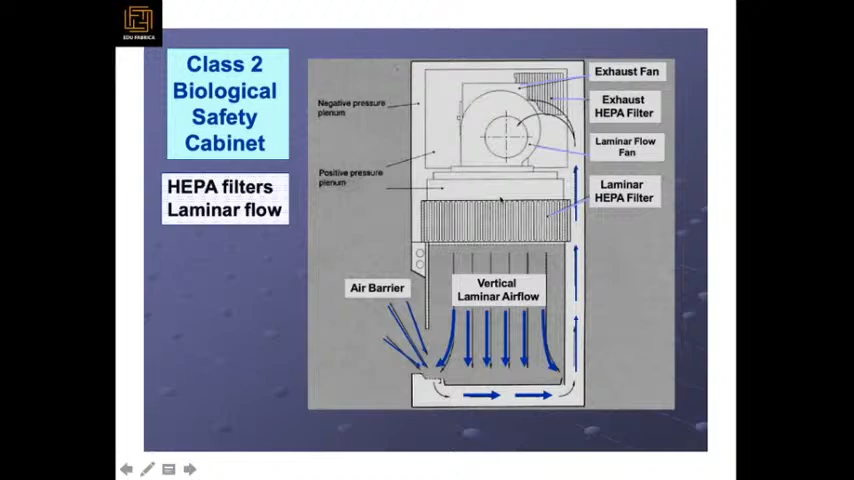 EDU FABRICA
Class 2
Biological
Safety
Cabinet
HEPA filters
Laminar flow
Negative pressure
plenum
Positive pressure
plenum
Exhaust Fan
Exhaust
HEPA Filter
Laminar Flow
Fan
Laminar
HEPA Filter
Air Barrier
Vertical
Laminar Airflow